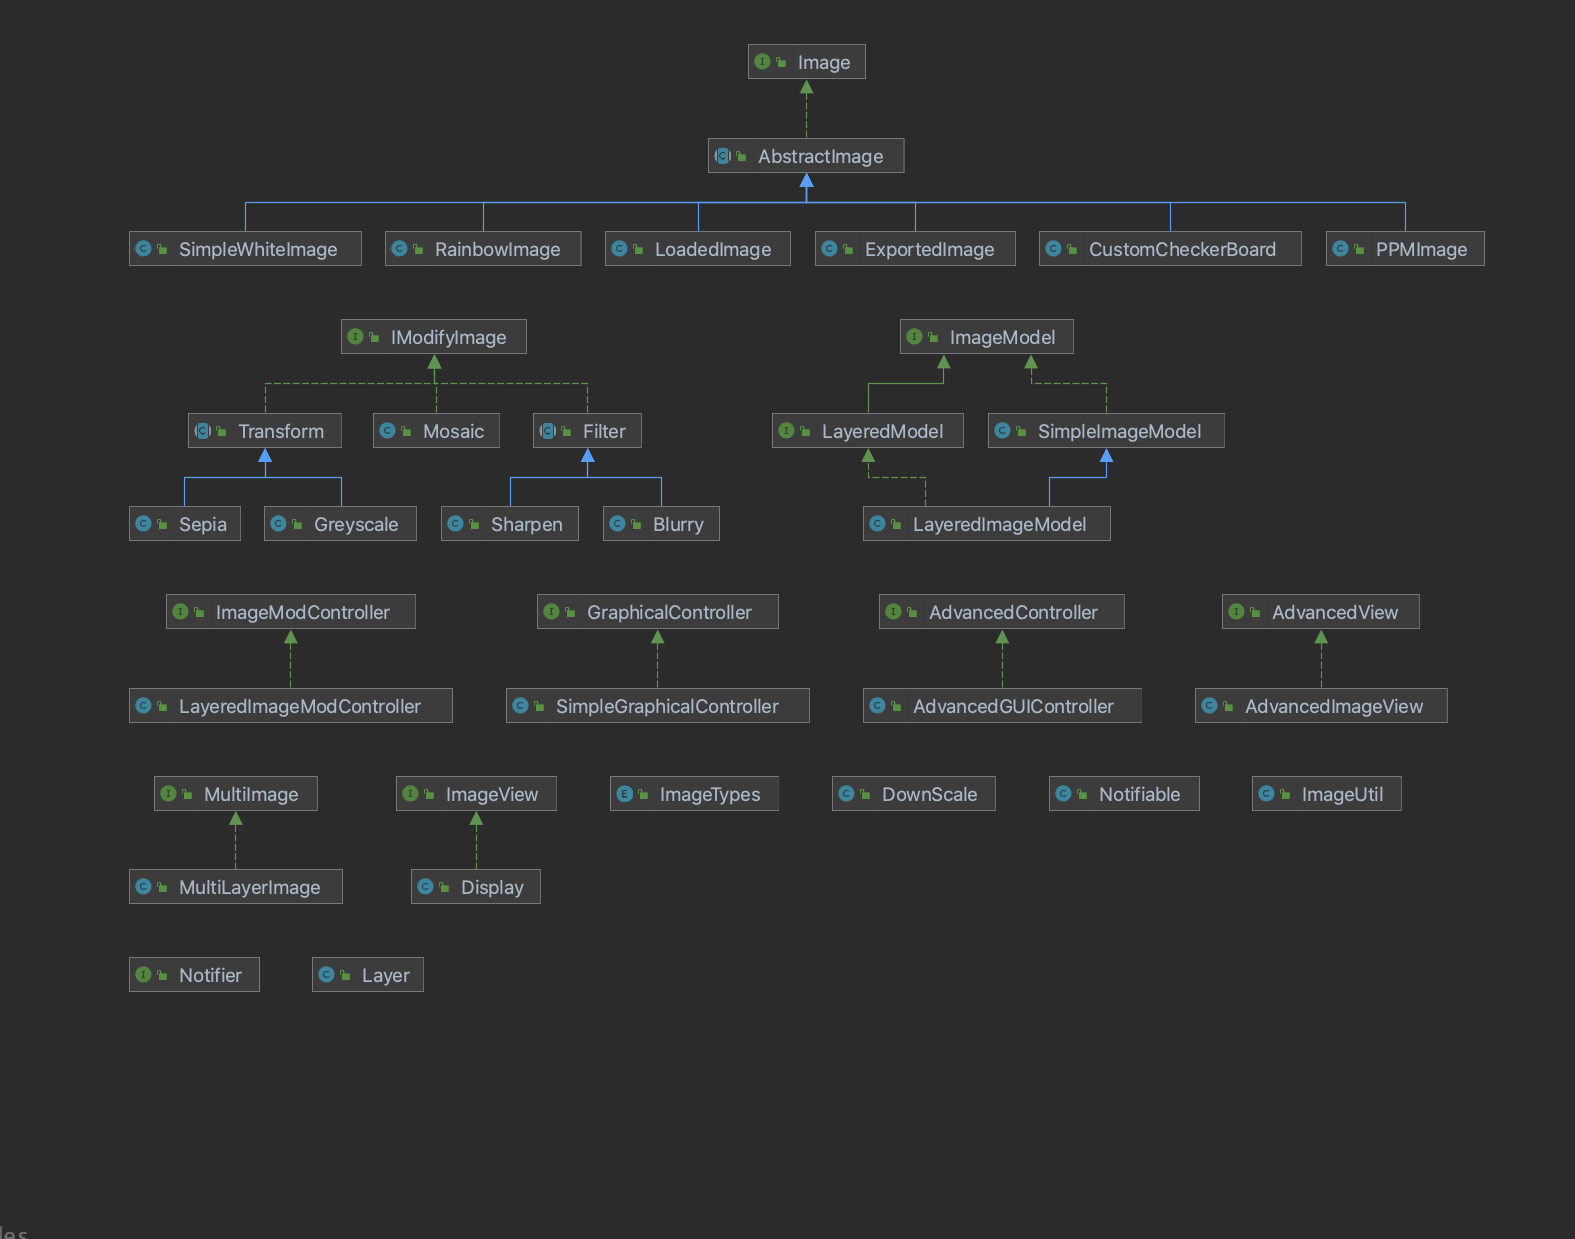 Image
AbstractImage
SimpleWhiteImage RainbowImage LoadedImage ExportedImage CustomCheckerBoard PPMImage
IModifyImage ImageModel
Transform Mosaic Filter LayeredModel SimpleImageModel
Sepia Greyscale Sharpen Blurry LayeredImageModel
ImageModController GraphicalController AdvancedController AdvancedView
LayeredImageModController SimpleGraphicalController AdvancedGUIController AdvancedImageView
MultiImage ImageView ImageTypes DownScale Notifiable ImageUtil
MultiLayerImage Display
Notifier Layer